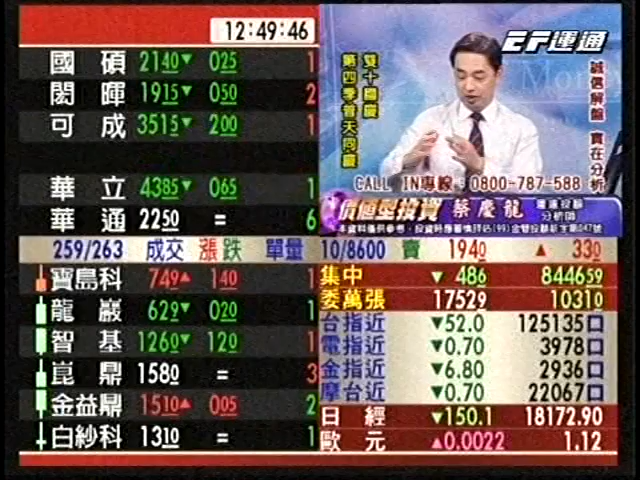 12:49:46
國碩 2140▼ 025 1
閎暉 1915▼ 050 2
可成 3515▼ 200 1
華立 4385▼ 065 1
華通 2250 = 6
EF運通
雙十國慶
第四季普天同慶
誠信解盤 實在分析
CALL IN專線：0800-787-588
價值型投資 蔡慶龍 運達投顧
分析師
259/263 成交 漲跌 單量 10/8600 賣 1940 ▲ 330
寶島科 749▲ 140 1
龍巖 629▼ 020 1
智基 1260▼ 120 1
崑鼎 1580 = 3
金益鼎 1510▲ 005 2
白紗科 1310 = 1
集中 ▼ 486 844659
委萬張 17529 10310
台指近 ▼52.0 125135口
電指近 ▼0.70 3978口
金指近 ▼6.80 2936口
摩台近 ▼0.70 22067口
日經 ▼150.1 18172.90
歐元 ▲0.0022 1.12